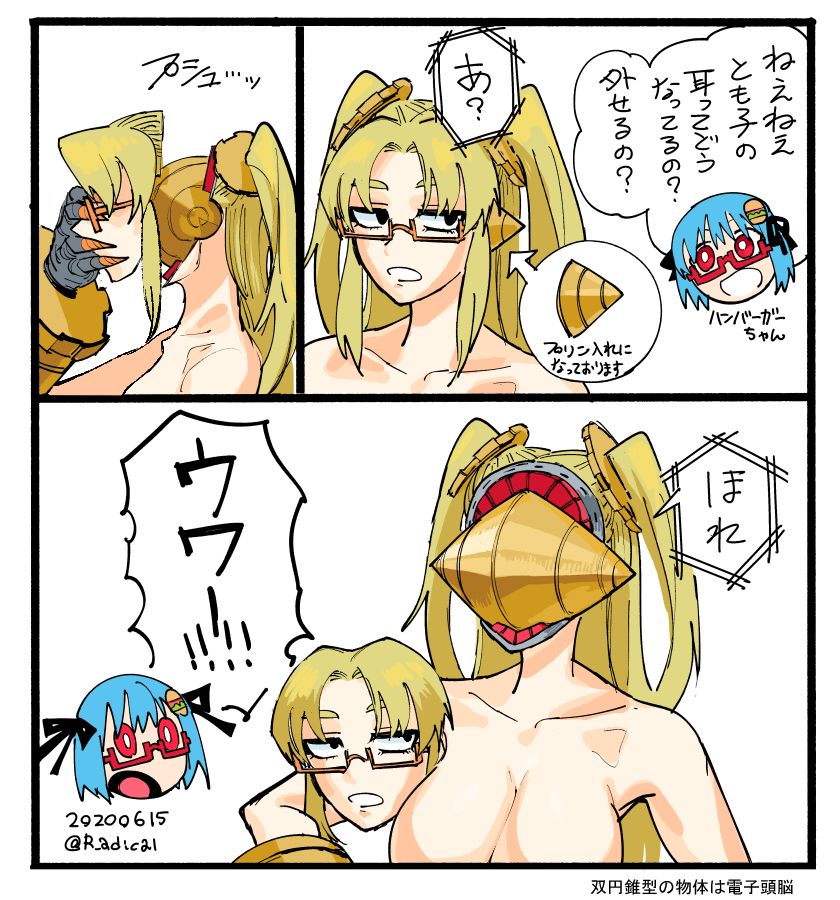 ねえねえ
とも子の
耳ってどう
なってるの?
外せるの?
ハンバーガー
ちゃん
あ?
プリン入れに
なっております
プシュ…ッ
ほれ
ウワー!!!!!
20200615
@R_adical
双円錐型の物体は電子頭脳